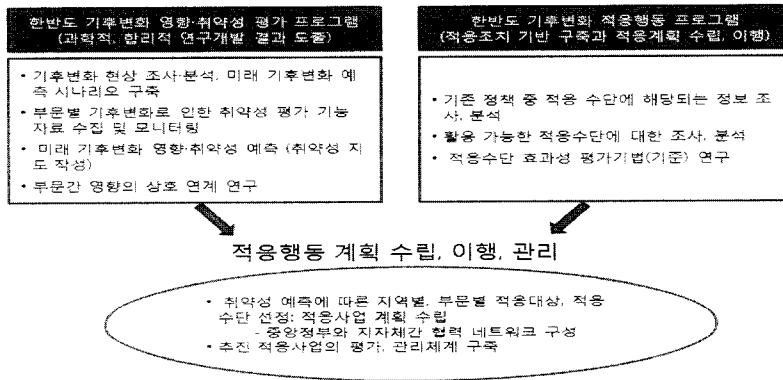 한반도 기후변화 영향·취약성 평가 프로그램
(과학적, 합리적 연구개발 결과 도출)
• 기후변화 현상 조사·분석, 미래 기후변화 예
측 시나리오 구축
• 부문별 기후변화로 인한 취약성 평가 기능
자료 수집 및 모니터링
• 미래 기후변화 영향·취약성 예측 (취약성 지
도 작성)
• 부문간 영향의 상호 연계 연구
한반도 기후변화 적응행동 프로그램
(적응조치 기반 구축과 적응계획 수립, 이행)
• 기존 정책 중 적응 수단에 해당되는 정보 조
사, 분석
• 활용 가능한 적응수단에 대한 조사, 분석
• 적응수단 효과성 평가기법(기준) 연구
적응행동 계획 수립, 이행, 관리
• 취약성 예측에 따른 지역별, 부문별 적응대상, 적응
수단 선정: 적응사업 계획 수립
- 중앙정부와 지자체간 협력 네트워크 구성
• 추진 적응사업의 평가, 관리체계 구축